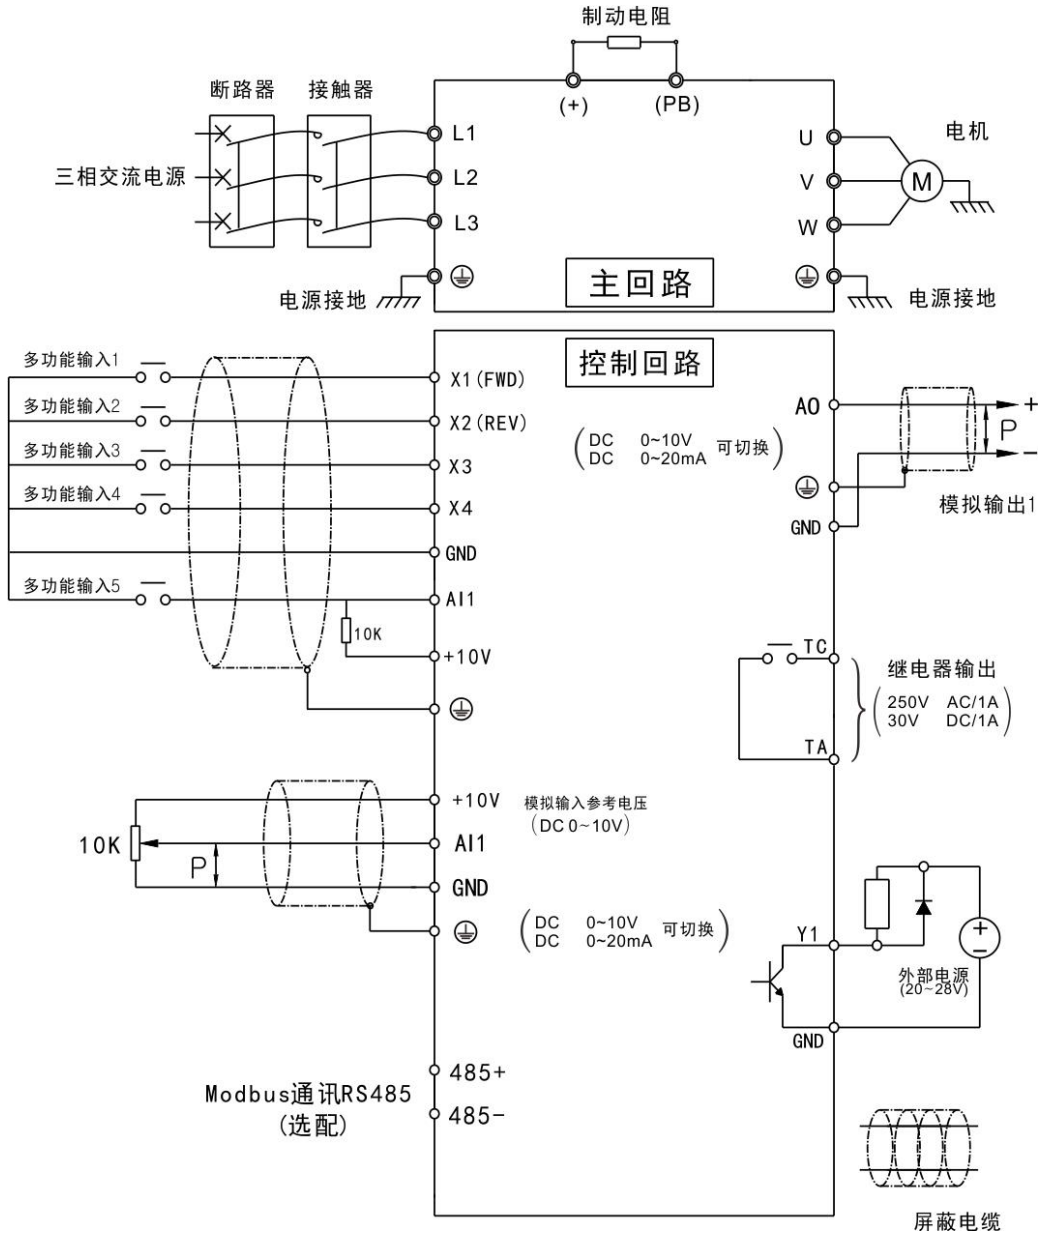 制动电阻
(+)
(PB)
断路器
接触器
三相交流电源
L1
L2
L3
U
V
W
电机
M
电源接地
主回路
电源接地
控制回路
多功能输入1
X1(FWD)
多功能输入2
X2(REV)
多功能输入3
X3
多功能输入4
X4
GND
多功能输入5
AI1
10K
+10V
AO
DC 0~10V
DC 0~20mA
可切换
GND
+
P
−
模拟输出1
TC
TA
继电器输出
250V AC/1A
30V DC/1A
+10V
模拟输入参考电压
(DC 0~10V)
10K
AI1
P
GND
DC 0~10V
DC 0~20mA
可切换
Y1
+
−
外部电源
(20~28V)
GND
485+
485−
Modbus通讯RS485
(选配)
屏蔽电缆